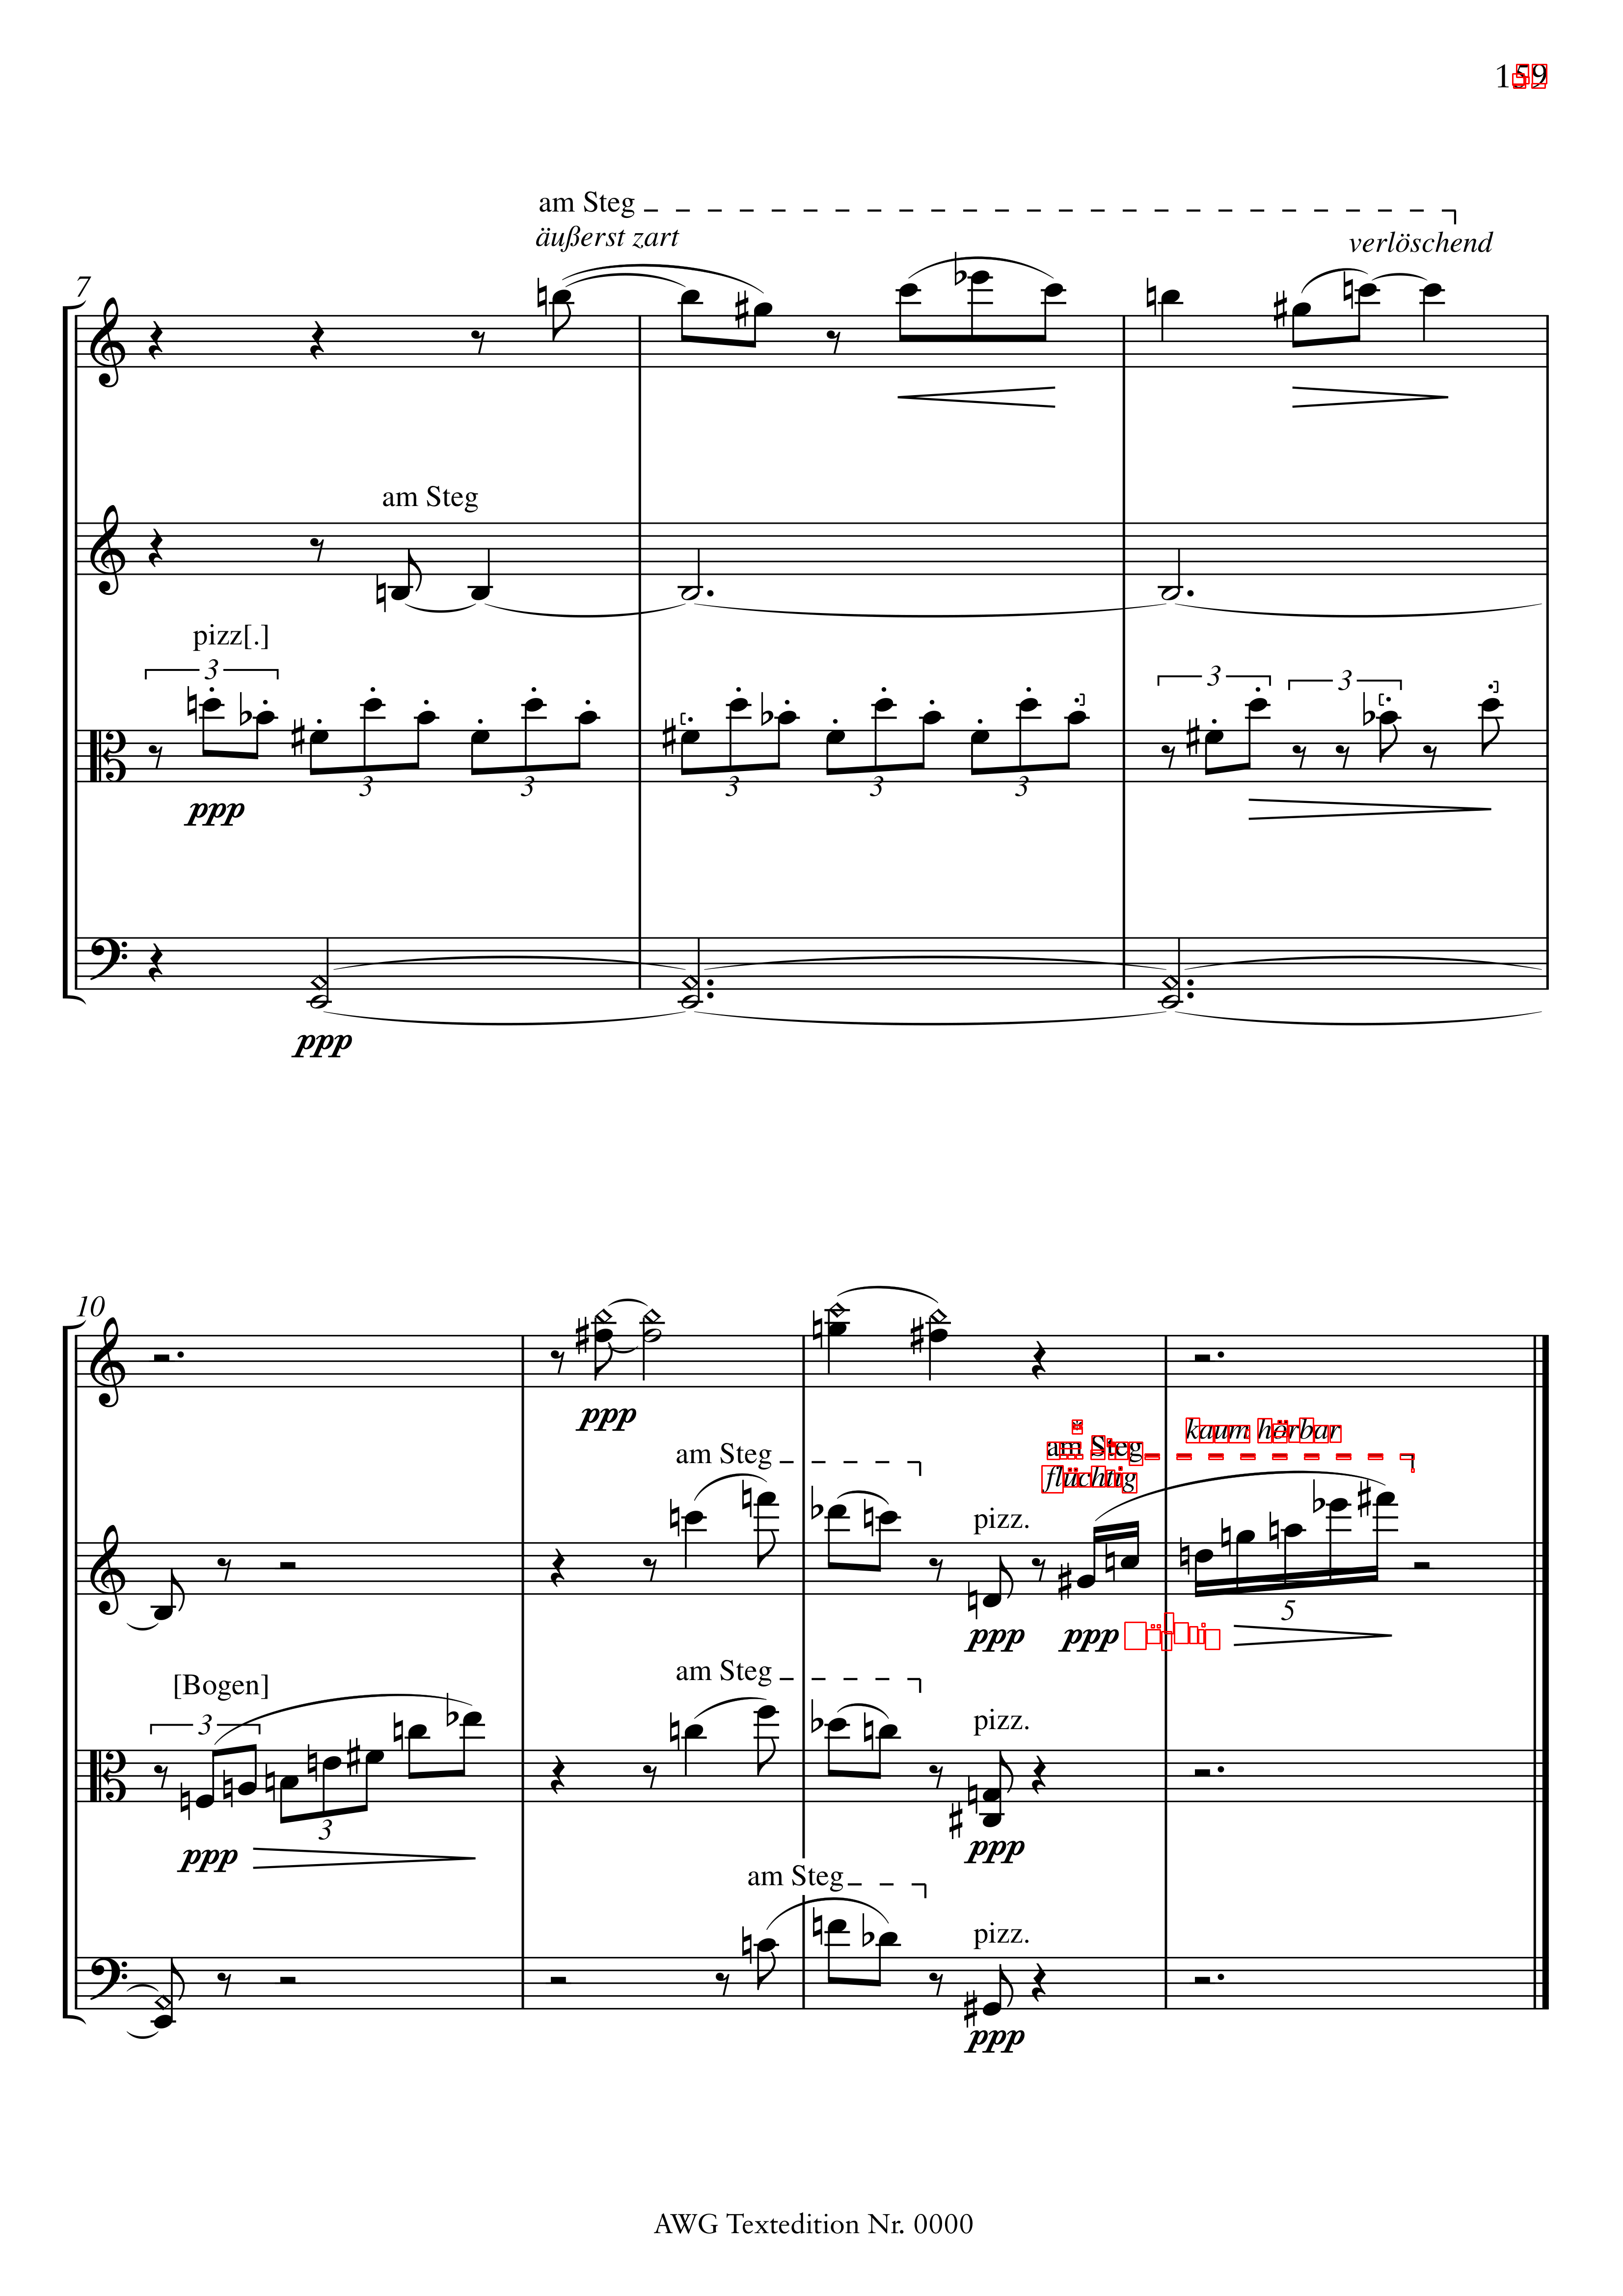 159
am Steg
äußerst zart
verlöschend
7
am Steg
pizz[.]
3
3 3
3 3 3
3 3
ppp
ppp
10
ppp
am Steg
am Steg
kaum hörbar
flüchtig
pizz.
5
ppp ppp
[Bogen]
am Steg
3
pizz.
3
ppp
ppp
am Steg
pizz.
ppp
AWG Textedition Nr. 0000